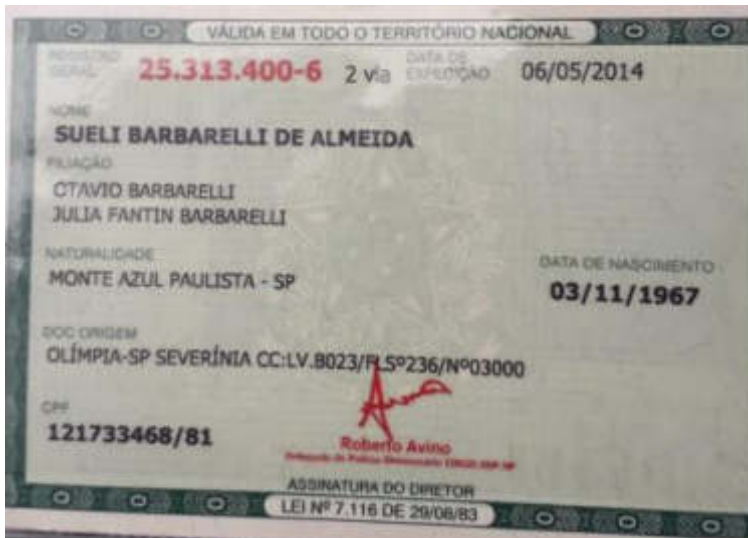 VÁLIDA EM TODO O TERRITÓRIO NACIONAL
REGISTRO GERAL 25.313.400-6 2 via DATA DE EXPEDIÇÃO 06/05/2014
NOME
SUELI BARBARELLI DE ALMEIDA
FILIAÇÃO
CTAVIO BARBARELLI
JULIA FANTIN BARBARELLI
NATURALIDADE DATA DE NASCIMENTO
MONTE AZUL PAULISTA - SP 03/11/1967
DOC ORIGEM
OLÍMPIA-SP SEVERÍNIA CC:LV.B023/FLSº236/Nº03000
CPF
121733468/81
Roberto Avino
ASSINATURA DO DIRETOR
LEI Nº 7.116 DE 29/08/83